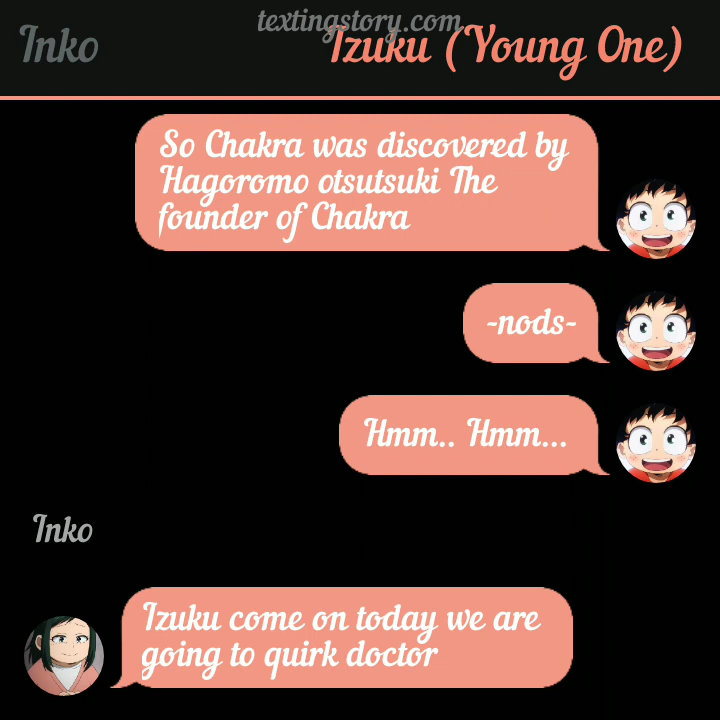 textingstory.com
Inko
Izuku (Young One)
So Chakra was discovered by
Hagoromo otsutsuki The
founder of Chakra
-nods-
Hmm.. Hmm...
Inko
Izuku come on today we are
going to quirk doctor